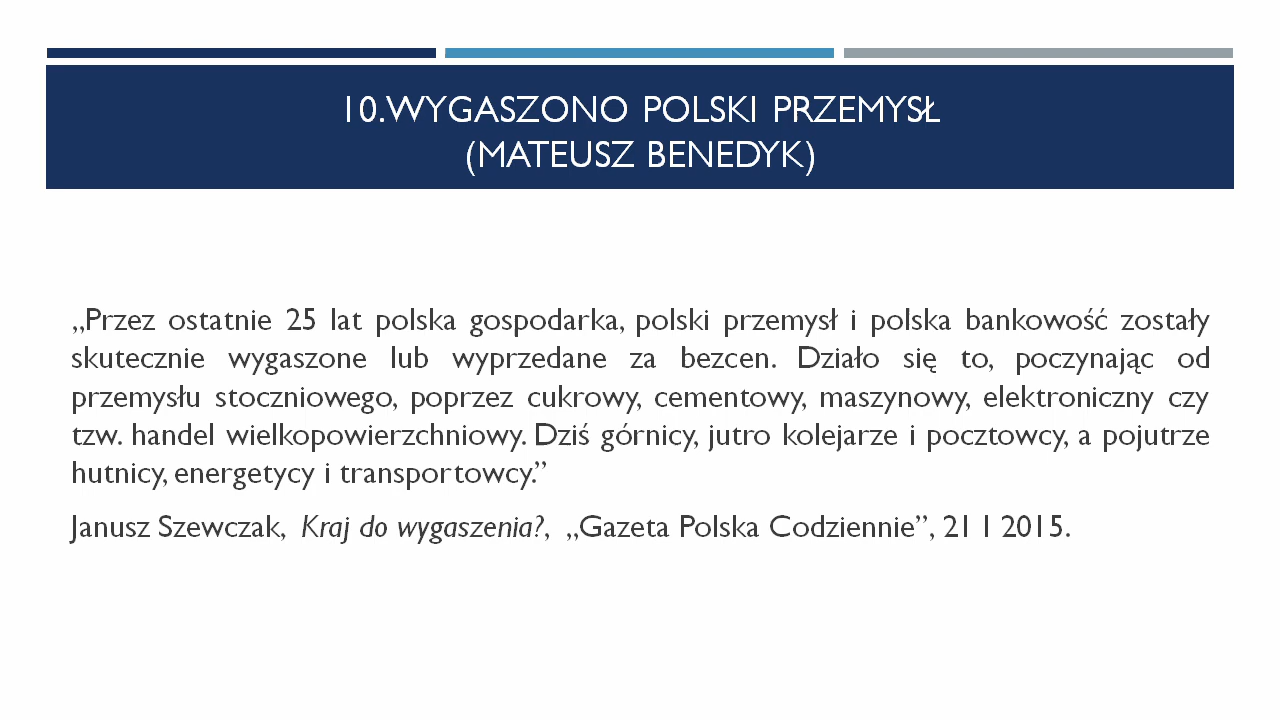 10. WYGASZONO POLSKI PRZEMYSŁ
(MATEUSZ BENEDYK)
„Przez ostatnie 25 lat polska gospodarka, polski przemysł i polska bankowość zostały
skutecznie wygaszone lub wyprzedane za bezcen. Działo się to, poczynając od
przemysłu stoczniowego, poprzez cukrowy, cementowy, maszynowy, elektroniczny czy
tzw. handel wielkopowierzchniowy. Dziś górnicy, jutro kolejarze i pocztowcy, a pojutrze
hutnicy, energetycy i transportowcy.”
Janusz Szewczak, Kraj do wygaszenia?, „Gazeta Polska Codziennie”, 21 I 2015.